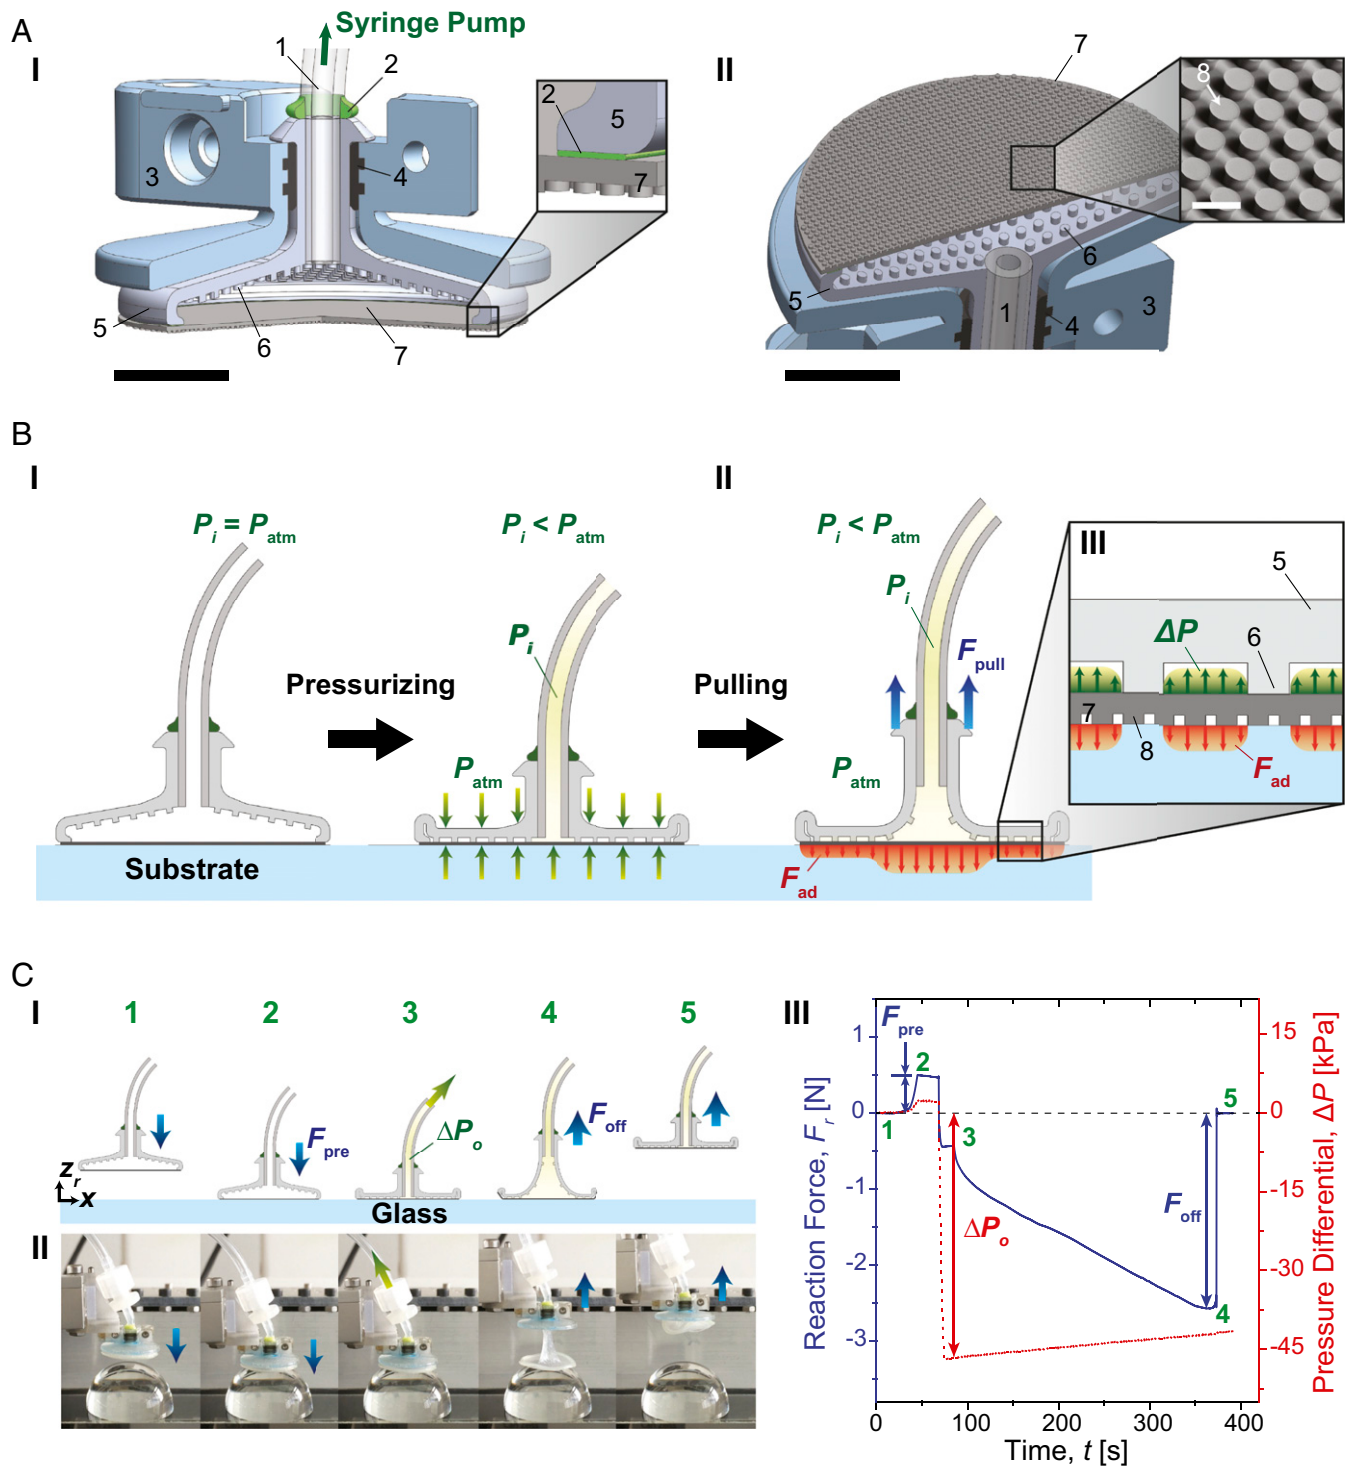 A
I
Syringe Pump
1
2
3
4
5
6
7
2
5
7
II
7
8
6
5
1
4
3
B
I
P_i = P_atm
P_i < P_atm
P_i
Pressurizing
P_atm
Substrate
II
P_i < P_atm
P_i
F_pull
Pulling
P_atm
F_ad
III
5
ΔP
6
7
8
F_ad
C
I
1 2 3 4 5
F_pre
ΔP_o
F_off
z_r
x
Glass
II
III
Reaction Force, F_r [N]
1
0
-1
-2
-3
F_pre
2
1
3
ΔP_o
F_off
5
4
15
0
-15
-30
-45
Pressure Differential, ΔP [kPa]
0 100 200 300 400
Time, t [s]